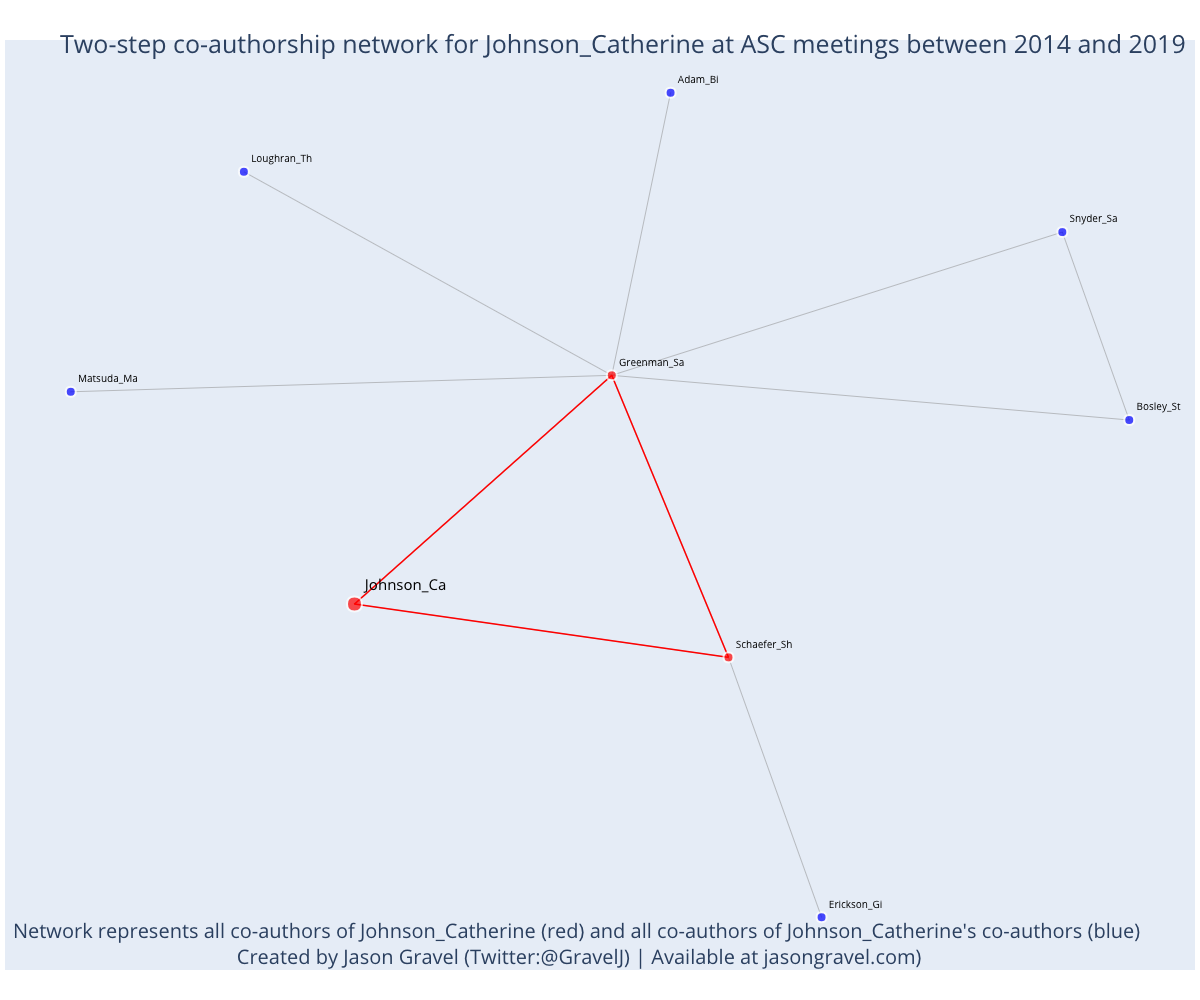 Two-step co-authorship network for Johnson_Catherine at ASC meetings between 2014 and 2019
Adam_Bi
Loughran_Th
Snyder_Sa
Greenman_Sa
Matsuda_Ma
Bosley_St
Johnson_Ca
Schaefer_Sh
Erickson_Gi
Network represents all co-authors of Johnson_Catherine (red) and all co-authors of Johnson_Catherine's co-authors (blue)
Created by Jason Gravel (Twitter:@GravelJ) | Available at jasongravel.com)